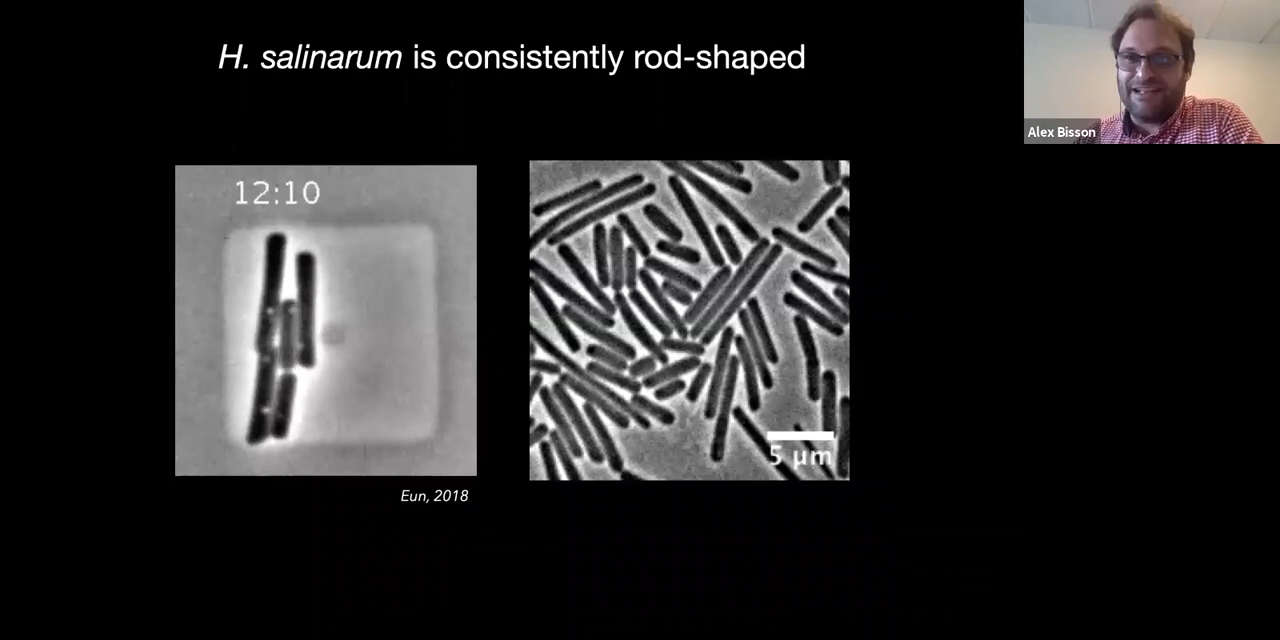 H. salinarum is consistently rod-shaped
Alex Bisson
12:10
5 μm
Eun, 2018